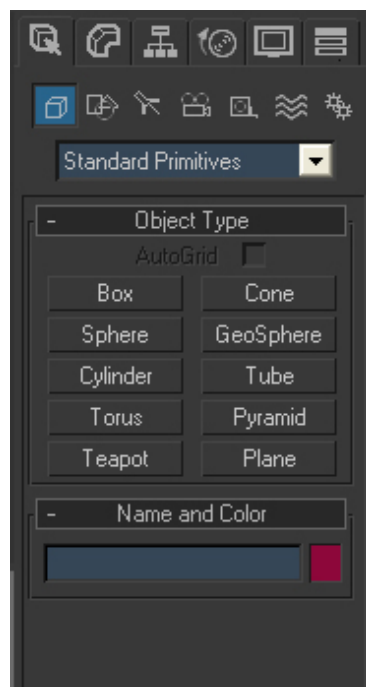 Standard Primitives
- Object Type
AutoGrid
Box Cone
Sphere GeoSphere
Cylinder Tube
Torus Pyramid
Teapot Plane
- Name and Color